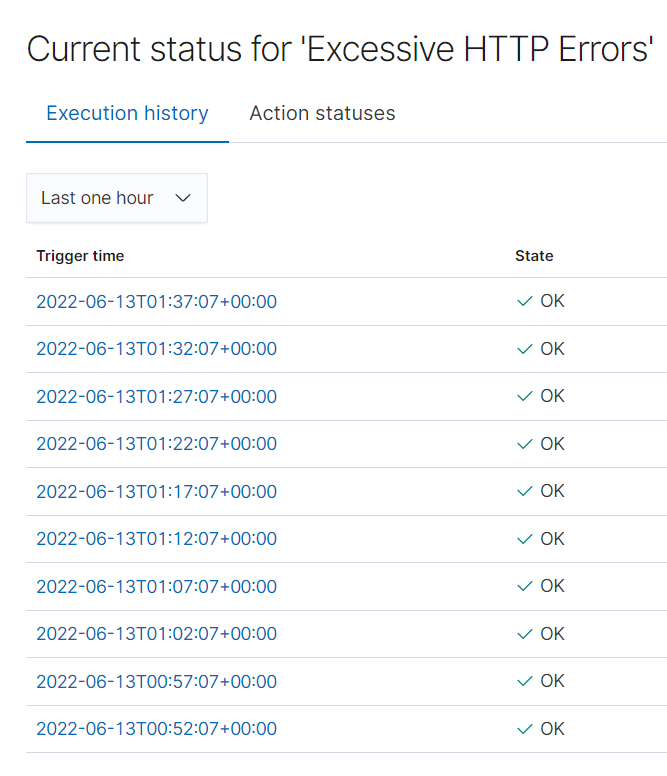 Current status for 'Excessive HTTP Errors'
Execution history Action statuses
Last one hour
Trigger time State
2022-06-13T01:37:07+00:00 OK
2022-06-13T01:32:07+00:00 OK
2022-06-13T01:27:07+00:00 OK
2022-06-13T01:22:07+00:00 OK
2022-06-13T01:17:07+00:00 OK
2022-06-13T01:12:07+00:00 OK
2022-06-13T01:07:07+00:00 OK
2022-06-13T01:02:07+00:00 OK
2022-06-13T00:57:07+00:00 OK
2022-06-13T00:52:07+00:00 OK